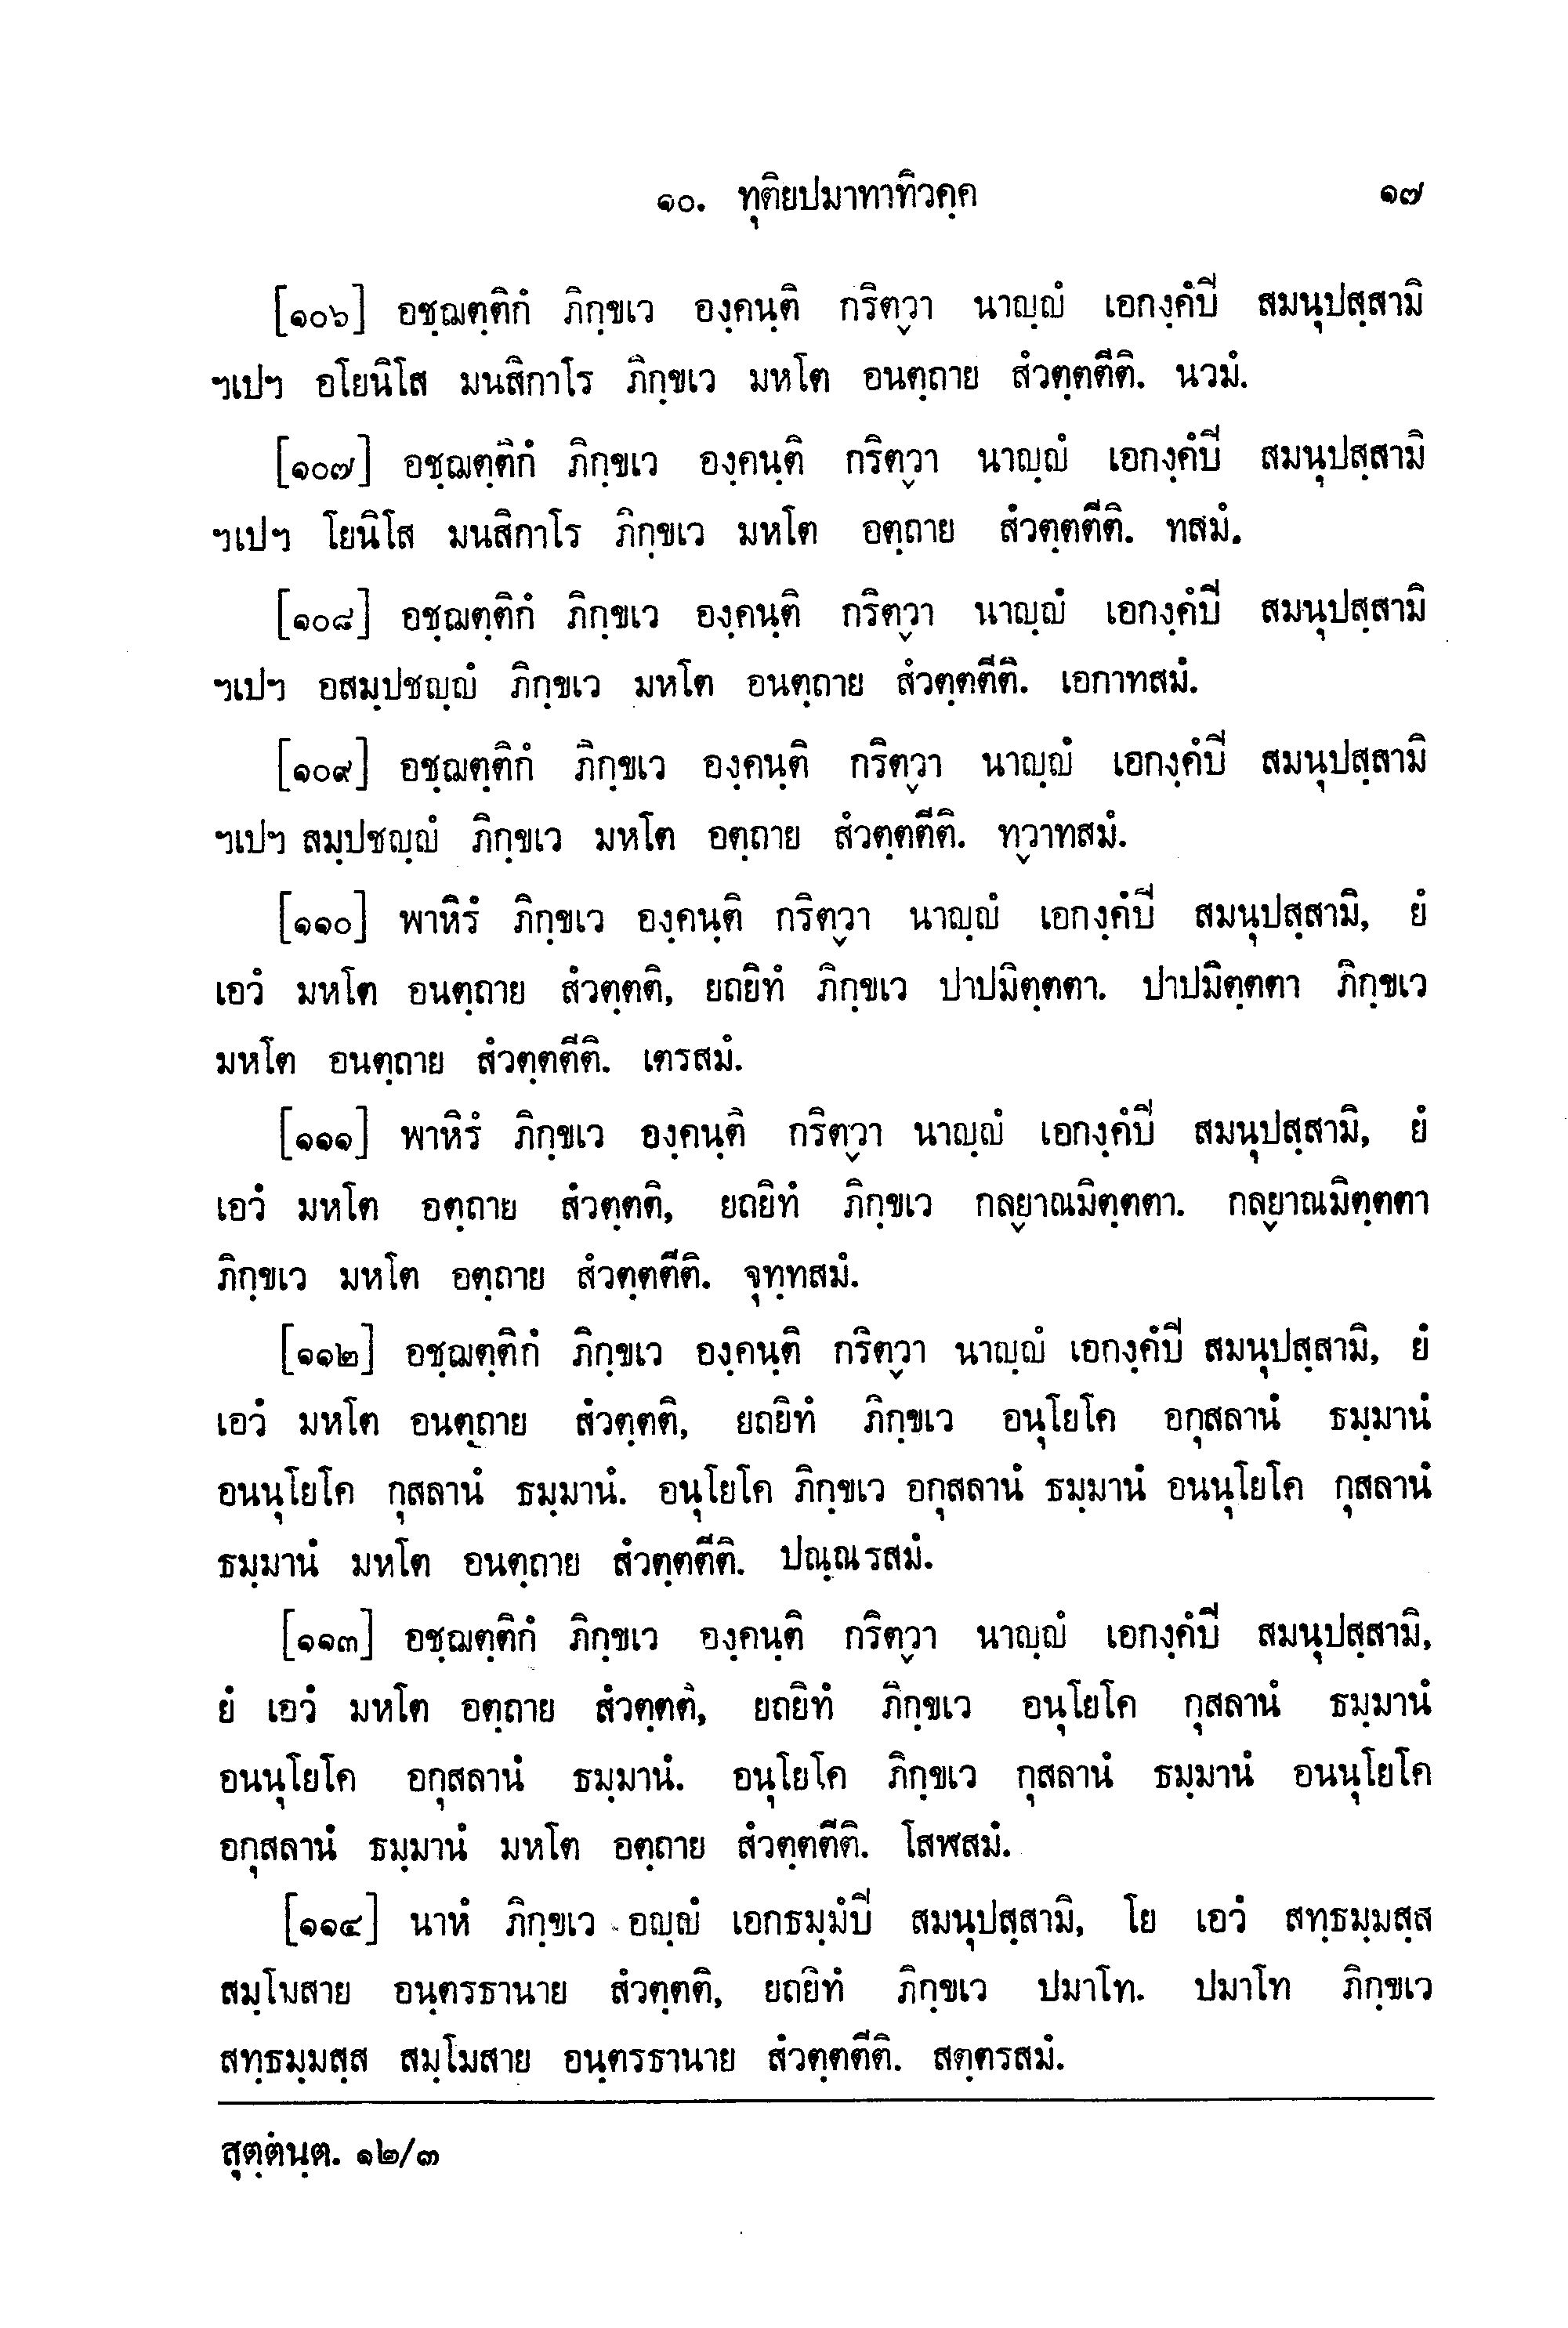 ๑๐. ทุติยปมาทาทิวคฺค ๑๗
[๑๐๖] อชฺฌตฺติกํ ภิกฺขเว องฺคนฺติ กริตฺวา นาญฺญํ เอกงฺคํปี สมนุปสฺสามิ
ฯเปฯ อโยนิโส มนสิกาโร ภิกฺขเว มหโต อนตฺถาย สํวตฺตตีติ. นวมํ.
[๑๐๗] อชฺฌตฺติกํ ภิกฺขเว องฺคนฺติ กริตฺวา นาญฺญํ เอกงฺคํปี สมนุปสฺสามิ
ฯเปฯ โยนิโส มนสิกาโร ภิกฺขเว มหโต อตฺถาย สํวตฺตตีติ. ทสมํ.
[๑๐๘] อชฺฌตฺติกํ ภิกฺขเว องฺคนฺติ กริตฺวา นาญฺญํ เอกงฺคํปี สมนุปสฺสามิ
ฯเปฯ อสมฺปชญฺญํ ภิกฺขเว มหโต อนตฺถาย สํวตฺตตีติ. เอกาทสมํ.
[๑๐๙] อชฺฌตฺติกํ ภิกฺขเว องฺคนฺติ กริตฺวา นาญฺญํ เอกงฺคํปี สมนุปสฺสามิ
ฯเปฯ สมฺปชญฺญํ ภิกฺขเว มหโต อตฺถาย สํวตฺตตีติ. ทฺวาทสมํ.
[๑๑๐] พาหิรํ ภิกฺขเว องฺคนฺติ กริตฺวา นาญฺญํ เอกงฺคํปี สมนุปสฺสามิ, ยํ
เอวํ มหโต อนตฺถาย สํวตฺตติ, ยถยิทํ ภิกฺขเว ปาปมิตฺตตา. ปาปมิตฺตตา ภิกฺขเว
มหโต อนตฺถาย สํวตฺตตีติ. เตรสมํ.
[๑๑๑] พาหิรํ ภิกฺขเว องฺคนฺติ กริตฺวา นาญฺญํ เอกงฺคํปี สมนุปสฺสามิ, ยํ
เอวํ มหโต อตฺถาย สํวตฺตติ, ยถยิทํ ภิกฺขเว กลฺยาณมิตฺตตา. กลฺยาณมิตฺตตา
ภิกฺขเว มหโต อตฺถาย สํวตฺตตีติ. จุทฺทสมํ.
[๑๑๒] อชฺฌตฺติกํ ภิกฺขเว องฺคนฺติ กริตฺวา นาญฺญํ เอกงฺคํปี สมนุปสฺสามิ, ยํ
เอวํ มหโต อนตฺถาย สํวตฺตติ, ยถยิทํ ภิกฺขเว อนุโยโค อกุสลานํ ธมฺมานํ
อนนุโยโค กุสลานํ ธมฺมานํ. อนุโยโค ภิกฺขเว อกุสลานํ ธมฺมานํ อนนุโยโค กุสลานํ
ธมฺมานํ มหโต อนตฺถาย สํวตฺตตีติ. ปณฺณรสมํ.
[๑๑๓] อชฺฌตฺติกํ ภิกฺขเว องฺคนฺติ กริตฺวา นาญฺญํ เอกงฺคํปี สมนุปสฺสามิ,
ยํ เอวํ มหโต อตฺถาย สํวตฺตติ, ยถยิทํ ภิกฺขเว อนุโยโค กุสลานํ ธมฺมานํ
อนนุโยโค อกุสลานํ ธมฺมานํ. อนุโยโค ภิกฺขเว กุสลานํ ธมฺมานํ อนนุโยโค
อกุสลานํ ธมฺมานํ มหโต อตฺถาย สํวตฺตตีติ. โสฬสมํ.
[๑๑๔] นาหํ ภิกฺขเว อญฺญํ เอกธมฺมํปี สมนุปสฺสามิ, โย เอวํ สทฺธมฺมสฺส
สมฺโมสาย อนฺตรธานาย สํวตฺตติ, ยถยิทํ ภิกฺขเว ปมาโท. ปมาโท ภิกฺขเว
สทฺธมฺมสฺส สมฺโมสาย อนฺตรธานาย สํวตฺตตีติ. สตฺตรสมํ.
สุตฺตนฺต. ๑๒/๓